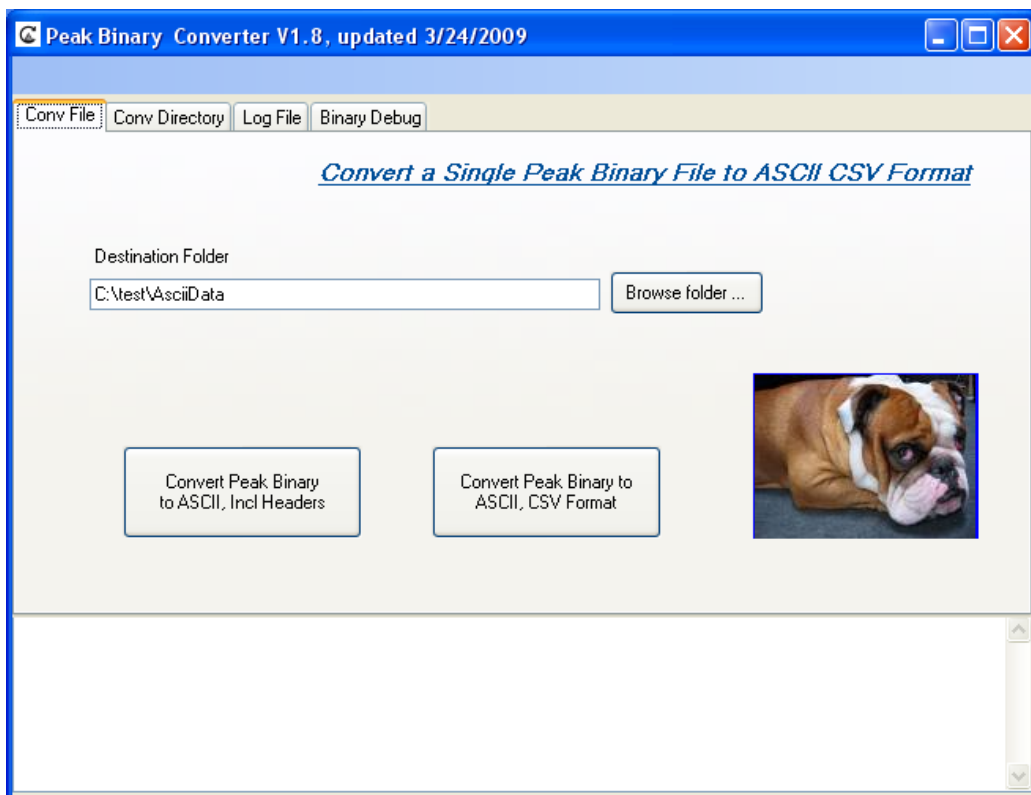 Peak Binary  Converter V1.8, updated 3/24/2009
Conv File
Conv Directory
Log File
Binary Debug
Convert a Single Peak Binary File to ASCII CSV Format
Destination Folder
C:\test\AsciiData
Browse folder ...
Convert Peak Binary
to ASCII, Incl Headers
Convert Peak Binary to
ASCII, CSV Format